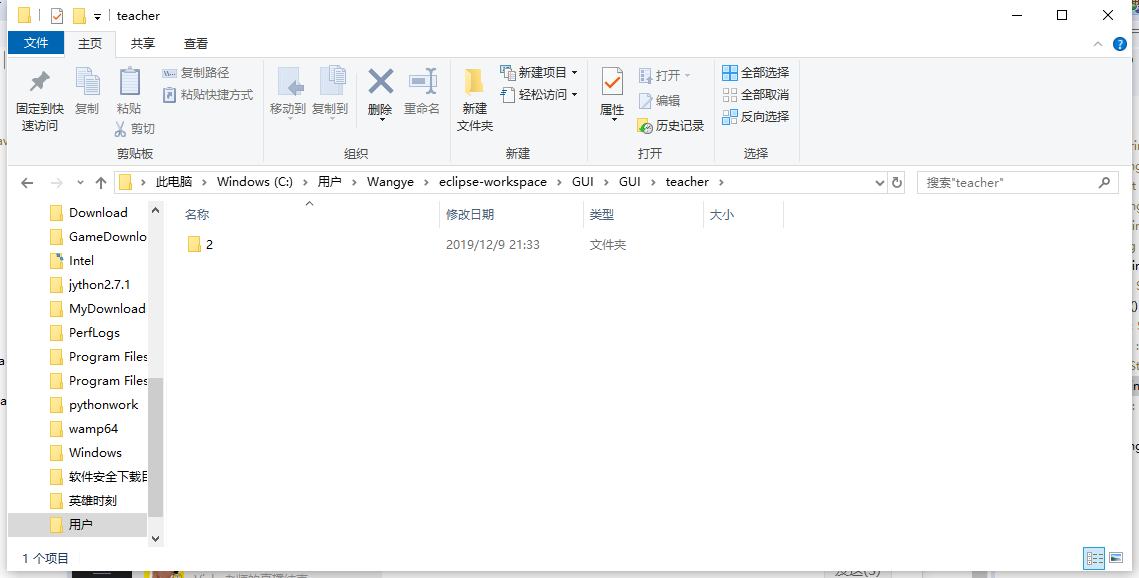 teacher
文件 主页 共享 查看
固定到快速访问
复制
粘贴
复制路径
粘贴快捷方式
剪切
剪贴板
移动到
复制到
删除
重命名
组织
新建文件夹
新建项目
轻松访问
新建
属性
打开
编辑
历史记录
打开
全部选择
全部取消
反向选择
选择
此电脑 › Windows (C:) › 用户 › Wangye › eclipse-workspace › GUI › GUI › teacher ›
搜索"teacher"
名称 修改日期 类型 大小
2 2019/12/9 21:33 文件夹
Download
GameDownlo
Intel
jython2.7.1
MyDownload
PerfLogs
Program Files
Program Files
pythonwork
wamp64
Windows
软件安全下载目
英雄时刻
用户
1 个项目